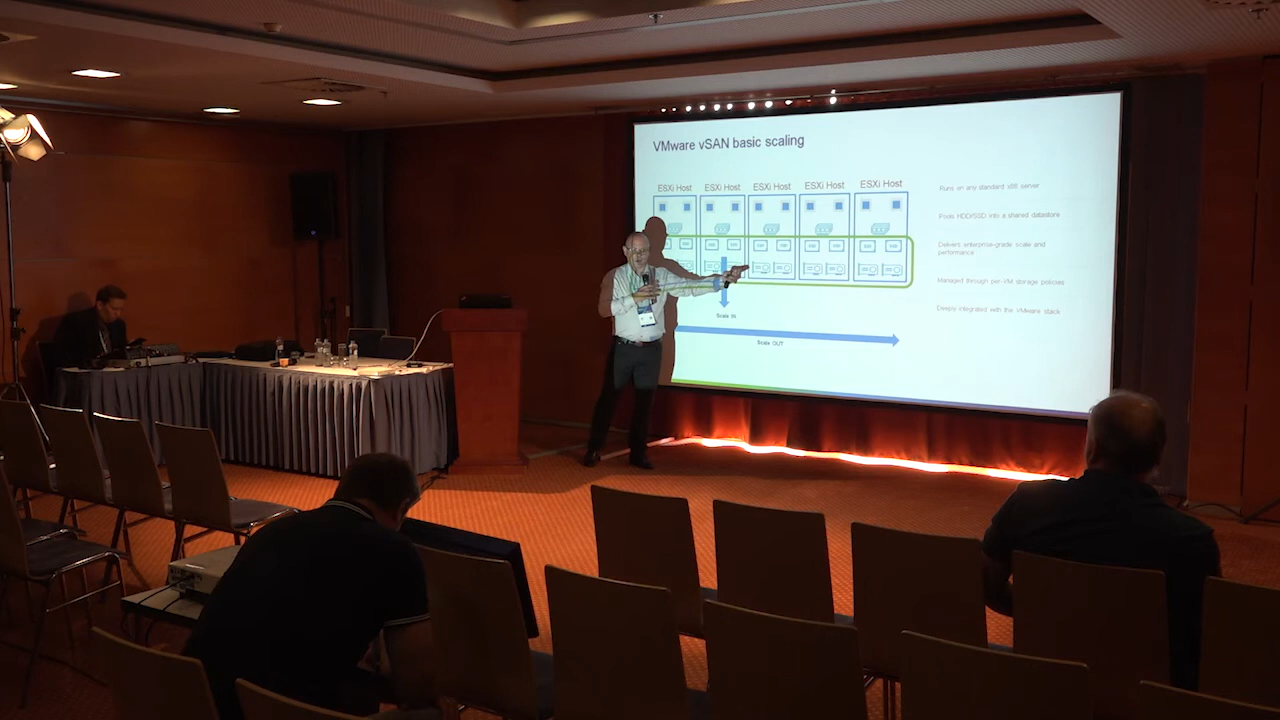 VMware vSAN basic scaling
ESXi Host ESXi Host ESXi Host ESXi Host ESXi Host
Runs on any standard x86 server
Pools HDD/SSD into a shared datastore
Delivers enterprise-grade scale and
performance
Managed through per-VM storage policies
Deeply integrated with the VMware stack
Scale IN
Scale OUT